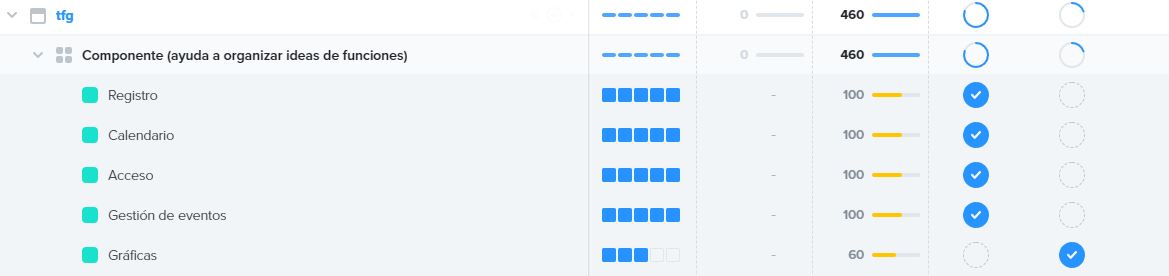 tfg 0 460
Componente (ayuda a organizar ideas de funciones) 0 460
Registro - 100
Calendario - 100
Acceso - 100
Gestión de eventos - 100
Gráficas - 60